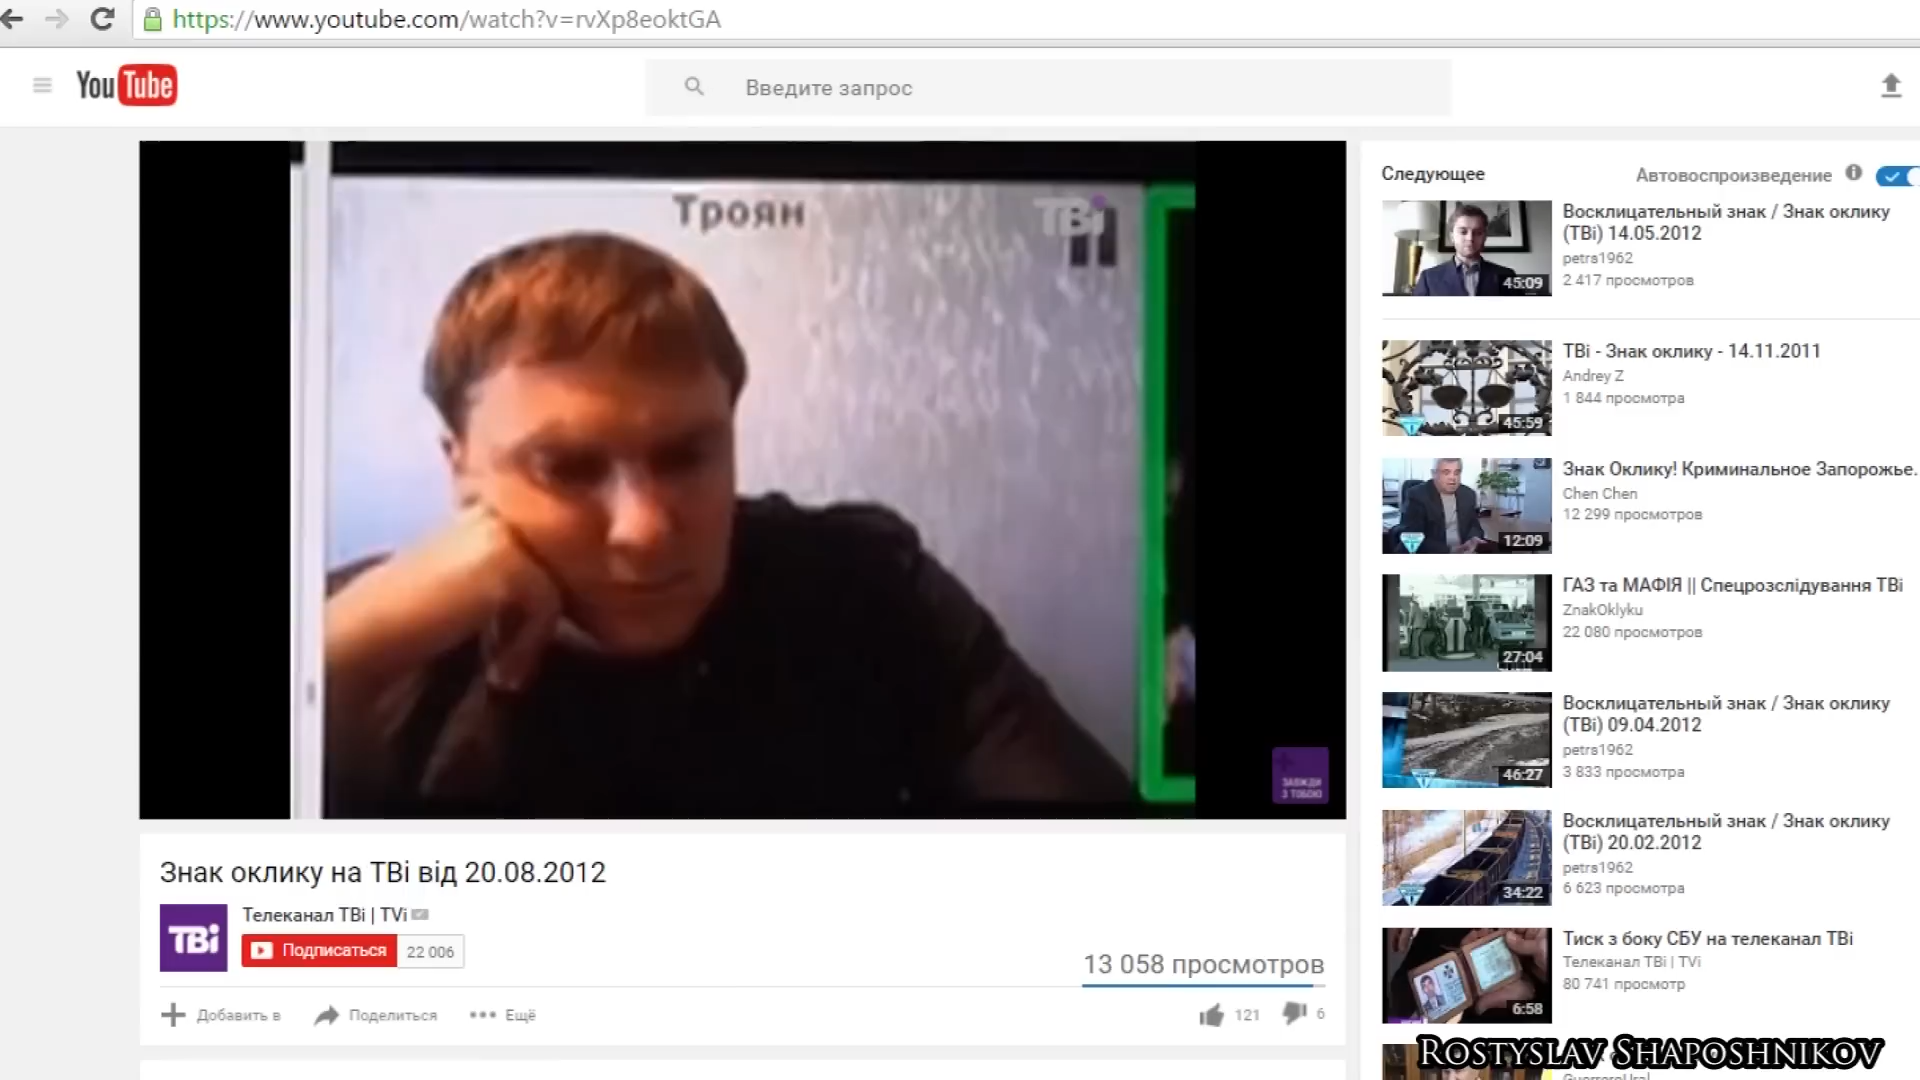 https://www.youtube.com/watch?v=rvXp8eoktGA
YouTube
Введите запрос
Троян
ТВі
ЗАВЖДИ
З ТОБОЮ
Знак оклику на ТВі від 20.08.2012
ТВі
Телеканал ТВі | TVi
Подписаться
22 006
13 058 просмотров
Добавить в
Поделиться
Ещё
121
6
Следующее
Автовоспроизведение
Восклицательный знак / Знак оклику
(ТВі) 14.05.2012
petrs1962
2 417 просмотров
45:09
ТВі - Знак оклику - 14.11.2011
Andrey Z
1 844 просмотра
45:59
Знак Оклику! Криминальное Запорожье.
Chen Chen
12 299 просмотров
12:09
ГАЗ та МАФІЯ || Спецрозслідування ТВі
ZnakOklyku
22 080 просмотров
27:04
Восклицательный знак / Знак оклику
(ТВі) 09.04.2012
petrs1962
3 833 просмотра
46:27
Восклицательный знак / Знак оклику
(ТВі) 20.02.2012
petrs1962
6 623 просмотра
34:22
Тиск з боку СБУ на телеканал ТВі
Телеканал ТВі | TVi
80 741 просмотр
6:58
Rostyslav Shaposhnikov